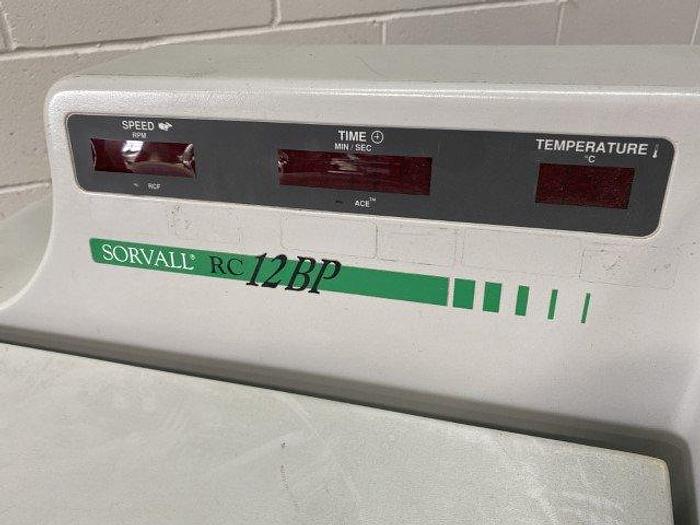 SPEED
RPM
RCF
TIME
MIN / SEC
ACE™
TEMPERATURE
°C
SORVALL® RC 12BP